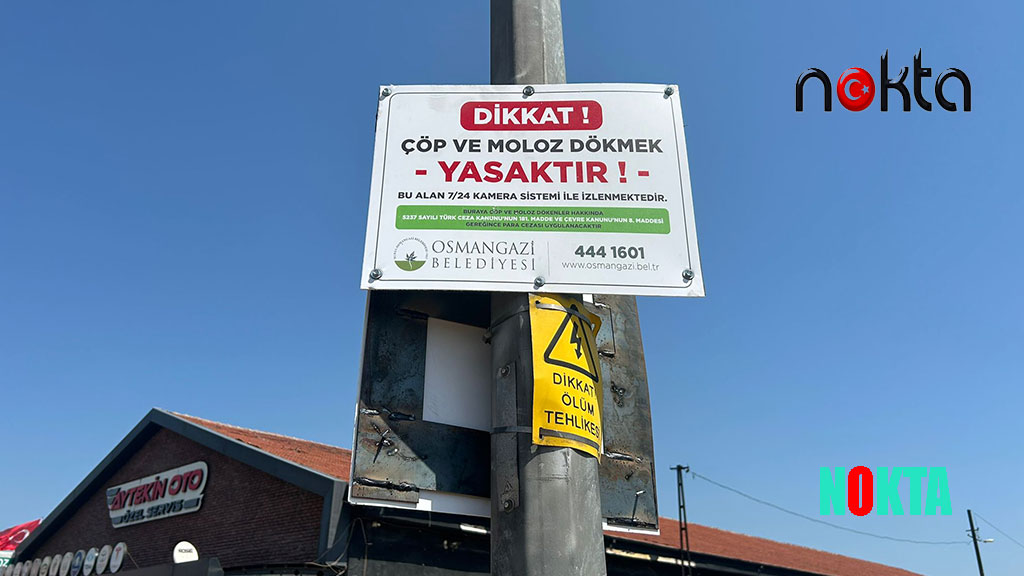 nokta
DİKKAT !
ÇÖP VE MOLOZ DÖKMEK
- YASAKTIR ! -
BU ALAN 7/24 KAMERA SİSTEMİ İLE İZLENMEKTEDİR.
BURAYA ÇÖP VE MOLOZ DÖKENLER HAKKINDA
5237 SAYILI TÜRK CEZA KANUNU'NUN 181. MADDE VE ÇEVRE KANUNU'NUN 8. MADDESİ
GEREĞİNCE PARA CEZASI UYGULANACAKTIR
OSMANGAZİ
BELEDİYESİ
444 1601
www.osmangazi.bel.tr
DİKKAT
ÖLÜM
TEHLİKESİ
AYTEKİN OTO
ÖZEL SERVİS
NOKTA